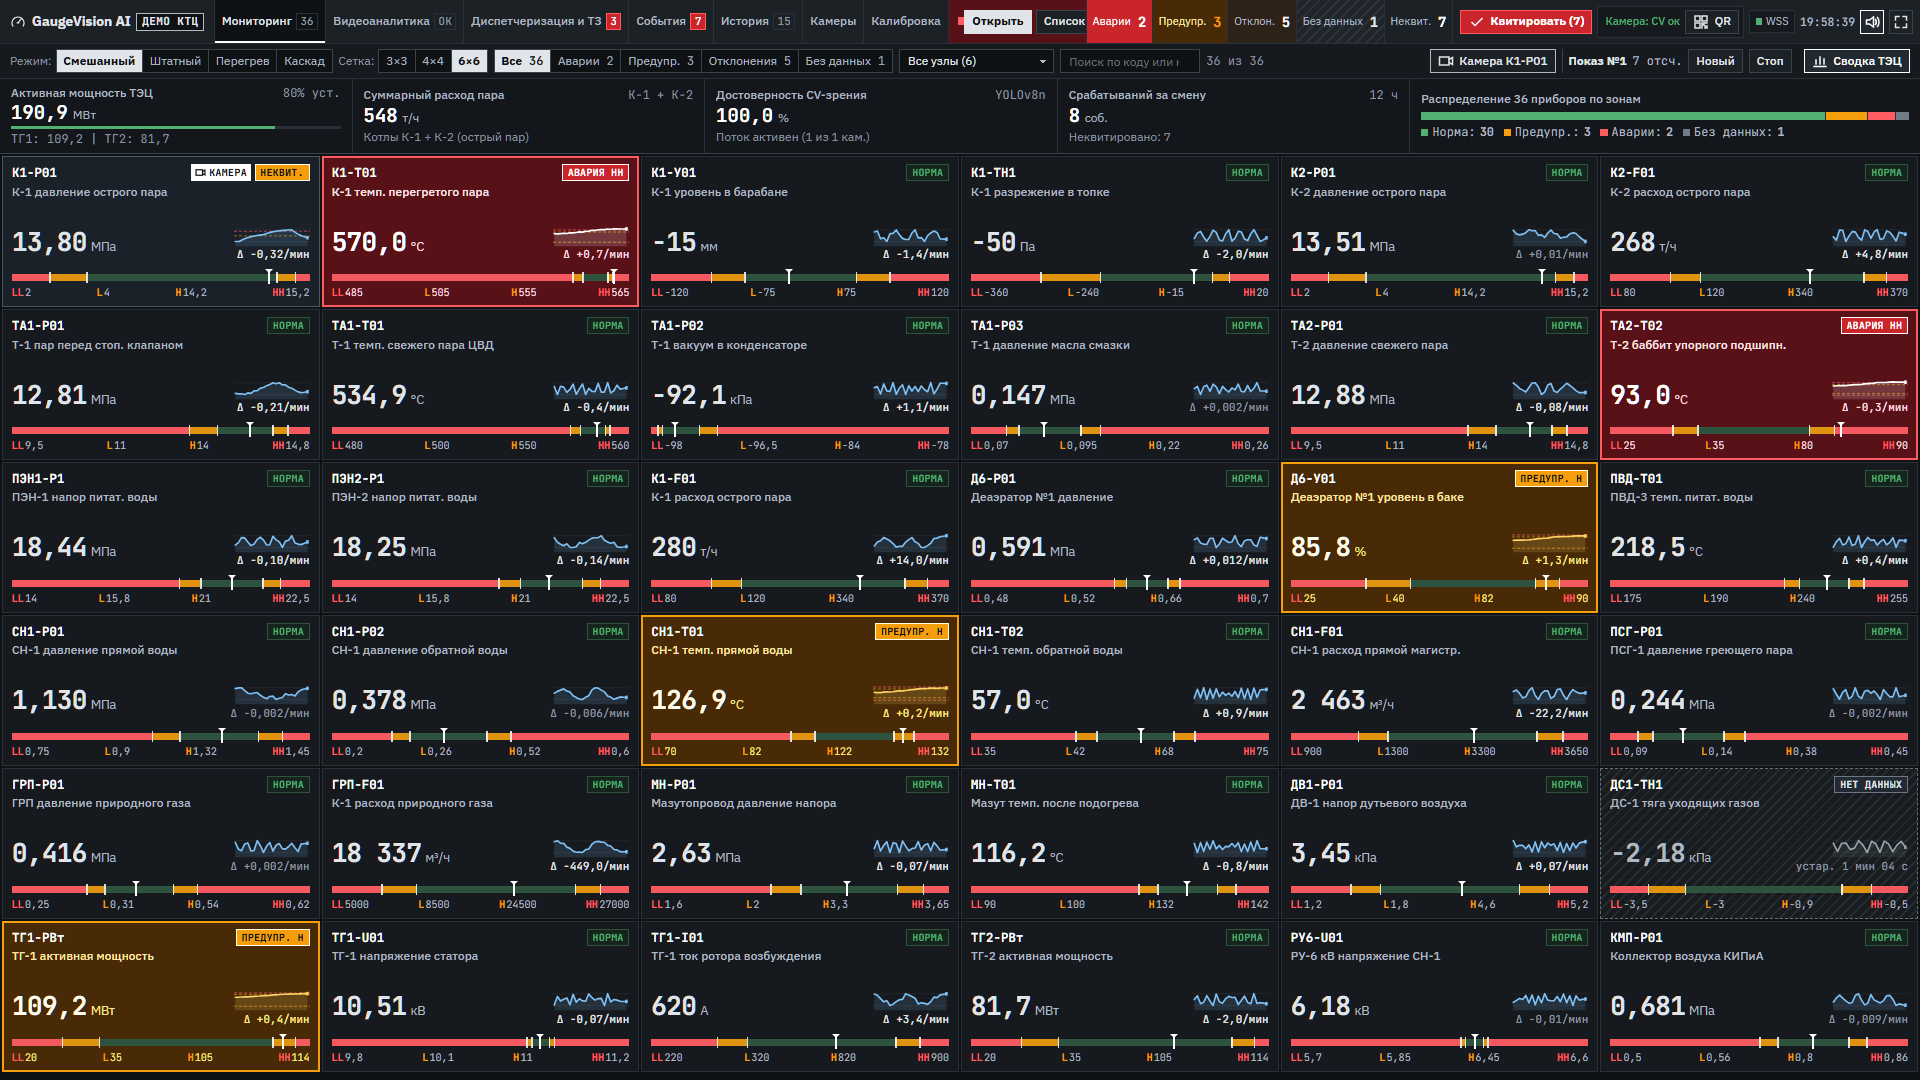 GaugeVision AI ДЕМО КТЦ Мониторинг 36 Видеоаналитика OK Диспетчеризация и ТЗ 3 События 7 История 15 Камеры Калибровка Открыть Список Аварии 2 Предупр. 3 Отклон. 5 Без данных 1 Неквит. 7 Квитировать (7) Камера: CV ок QR WSS 19:58:39
Режим: Смешанный Штатный Перегрев Каскад Сетка: 3×3 4×4 6×6 Все 36 Аварии 2 Предупр. 3 Отклонения 5 Без данных 1 Все узлы (6) Поиск по коду или 36 из 36 Камера К1-Р01 Показ №1 7 отсч. Новый Стоп Сводка ТЭЦ
Активная мощность ТЭЦ 80% уст.
190,9 МВт
ТГ1: 109,2 | ТГ2: 81,7
Суммарный расход пара К-1 + К-2
548 т/ч
Котлы К-1 + К-2 (острый пар)
Достоверность CV-зрения YOLOv8n
100,0 %
Поток активен (1 из 1 кам.)
Срабатываний за смену 12 ч
8 соб.
Неквитировано: 7
Распределение 36 приборов по зонам
Норма: 30 Предупр.: 3 Аварии: 2 Без данных: 1
К1-Р01 КАМЕРА НЕКВИТ.
К-1 давление острого пара
13,80 МПа
Δ -0,32/мин
LL2 L4 H14,2 HH15,2
К1-Т01 АВАРИЯ HH
К-1 темп. перегретого пара
570,0 °C
Δ +0,7/мин
LL485 L505 H555 HH565
К1-У01 НОРМА
К-1 уровень в барабане
-15 мм
Δ -1,4/мин
LL-120 L-75 H75 HH120
К1-ТН1 НОРМА
К-1 разрежение в топке
-50 Па
Δ -2,0/мин
LL-360 L-240 H-15 HH20
К2-Р01 НОРМА
К-2 давление острого пара
13,51 МПа
Δ +0,01/мин
LL2 L4 H14,2 HH15,2
К2-F01 НОРМА
К-2 расход острого пара
268 т/ч
Δ +4,8/мин
LL80 L120 H340 HH370
ТА1-Р01 НОРМА
Т-1 пар перед стоп. клапаном
12,81 МПа
Δ -0,21/мин
LL9,5 L11 H14 HH14,8
ТА1-Т01 НОРМА
Т-1 темп. свежего пара ЦВД
534,9 °C
Δ -0,4/мин
LL480 L500 H550 HH560
ТА1-Р02 НОРМА
Т-1 вакуум в конденсаторе
-92,1 кПа
Δ +1,1/мин
LL-98 L-96,5 H-84 HH-78
ТА1-Р03 НОРМА
Т-1 давление масла смазки
0,147 МПа
Δ +0,002/мин
LL0,07 L0,095 H0,22 HH0,26
ТА2-Р01 НОРМА
Т-2 давление свежего пара
12,88 МПа
Δ -0,08/мин
LL9,5 L11 H14 HH14,8
ТА2-Т02 АВАРИЯ HH
Т-2 баббит упорного подшипн.
93,0 °C
Δ -0,3/мин
LL25 L35 H80 HH90
ПЭН1-Р1 НОРМА
ПЭН-1 напор питат. воды
18,44 МПа
Δ -0,10/мин
LL14 L15,8 H21 HH22,5
ПЭН2-Р1 НОРМА
ПЭН-2 напор питат. воды
18,25 МПа
Δ -0,14/мин
LL14 L15,8 H21 HH22,5
К1-F01 НОРМА
К-1 расход острого пара
280 т/ч
Δ +14,0/мин
LL80 L120 H340 HH370
Д6-Р01 НОРМА
Деаэратор №1 давление
0,591 МПа
Δ +0,012/мин
LL0,48 L0,52 H0,66 HH0,7
Д6-У01 ПРЕДУПР. H
Деаэратор №1 уровень в баке
85,8 %
Δ +1,3/мин
LL25 L40 H82 HH90
ПВД-Т01 НОРМА
ПВД-3 темп. питат. воды
218,5 °C
Δ +0,4/мин
LL175 L190 H240 HH255
СН1-Р01 НОРМА
СН-1 давление прямой воды
1,130 МПа
Δ -0,002/мин
LL0,75 L0,9 H1,32 HH1,45
СН1-Р02 НОРМА
СН-1 давление обратной воды
0,378 МПа
Δ -0,006/мин
LL0,2 L0,26 H0,52 HH0,6
СН1-Т01 ПРЕДУПР. H
СН-1 темп. прямой воды
126,9 °C
Δ +0,2/мин
LL70 L82 H122 HH132
СН1-Т02 НОРМА
СН-1 темп. обратной воды
57,0 °C
Δ +0,9/мин
LL35 L42 H68 HH75
СН1-F01 НОРМА
СН-1 расход прямой магистр.
2 463 м³/ч
Δ -22,2/мин
LL900 L1300 H3300 HH3650
ПСГ-Р01 НОРМА
ПСГ-1 давление греющего пара
0,244 МПа
Δ -0,002/мин
LL0,09 L0,14 H0,38 HH0,45
ГРП-Р01 НОРМА
ГРП давление природного газа
0,416 МПа
Δ +0,002/мин
LL0,25 L0,31 H0,54 HH0,62
ГРП-F01 НОРМА
К-1 расход природного газа
18 337 м³/ч
Δ -449,0/мин
LL5000 L8500 H24500 HH27000
МН-Р01 НОРМА
Мазутопровод давление напора
2,63 МПа
Δ -0,07/мин
LL1,6 L2 H3,3 HH3,65
МН-Т01 НОРМА
Мазут темп. после подогрева
116,2 °C
Δ -0,8/мин
LL90 L100 H132 HH142
ДВ1-Р01 НОРМА
ДВ-1 напор дутьевого воздуха
3,45 кПа
Δ +0,07/мин
LL1,2 L1,8 H4,6 HH5,2
ДС1-ТН1 НЕТ ДАННЫХ
ДС-1 тяга уходящих газов
-2,18 кПа
устар. 1 мин 04 с
LL-3,5 L-3 H-0,9 HH-0,5
ТГ1-РВт ПРЕДУПР. H
ТГ-1 активная мощность
109,2 МВт
Δ +0,4/мин
LL20 L35 H105 HH114
ТГ1-U01 НОРМА
ТГ-1 напряжение статора
10,51 кВ
Δ -0,07/мин
LL9,8 L10,1 H11 HH11,2
ТГ1-I01 НОРМА
ТГ-1 ток ротора возбуждения
620 А
Δ +3,4/мин
LL220 L320 H820 HH900
ТГ2-РВт НОРМА
ТГ-2 активная мощность
81,7 МВт
Δ -2,0/мин
LL20 L35 H105 HH114
РУ6-U01 НОРМА
РУ-6 кВ напряжение СН-1
6,18 кВ
Δ -0,01/мин
LL5,7 L5,85 H6,45 HH6,6
КМП-Р01 НОРМА
Коллектор воздуха КИПиА
0,681 МПа
Δ -0,009/мин
LL0,5 L0,56 H0,8 HH0,86